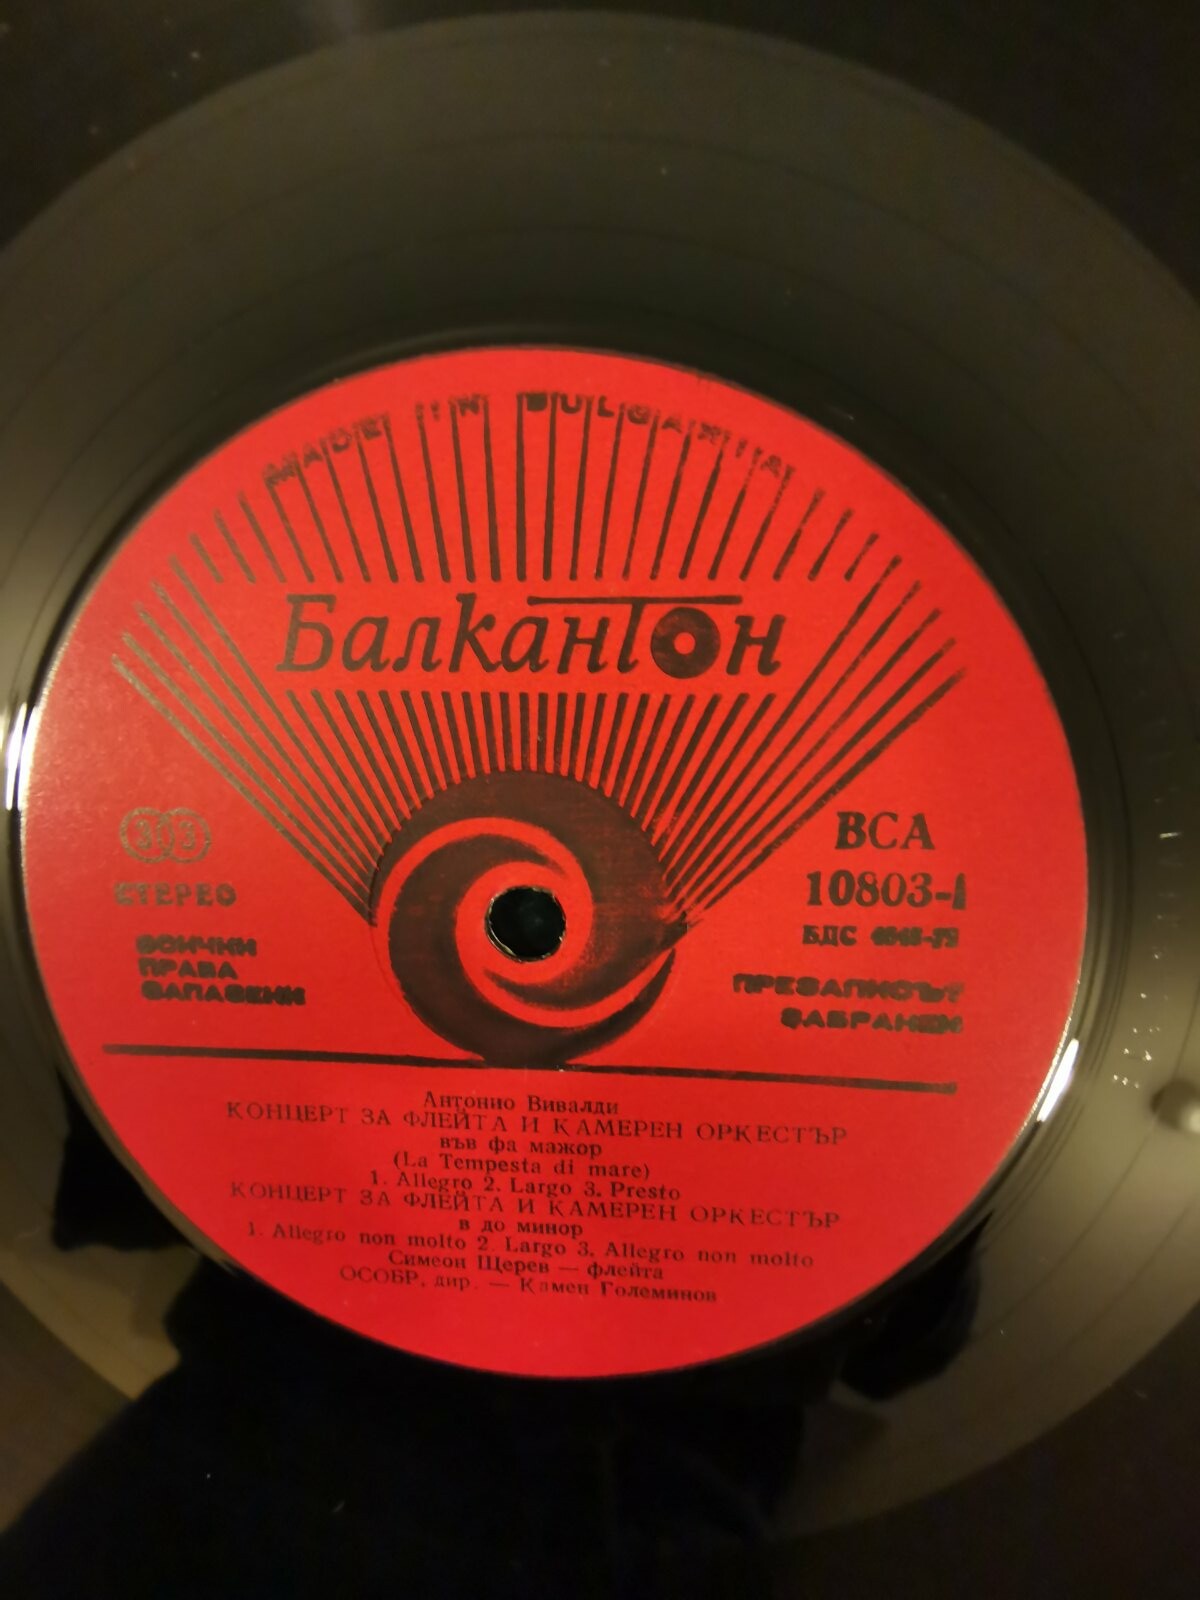 MADE IN BULGARIA
Балкантон
33
СТЕРЕО
ВСИЧКИ
ПРАВА
ЗАПАЗЕНИ
ВСА
10803-I
БДС
ПРЕЗАПИСЪТ
ЗАБРАНЕН
Антонио Вивалди
КОНЦЕРТ ЗА ФЛЕЙТА И КАМЕРЕН ОРКЕСТЪР
във фа мажор
(La Tempesta di mare)
1. Allegro 2. Largo 3. Presto
КОНЦЕРТ ЗА ФЛЕЙТА И КАМЕРЕН ОРКЕСТЪР
в до минор
1. Allegro non molto 2. Largo 3. Allegro non molto
Симеон Щерев — флейта
ОСОБР, дир. — Камен Големинов